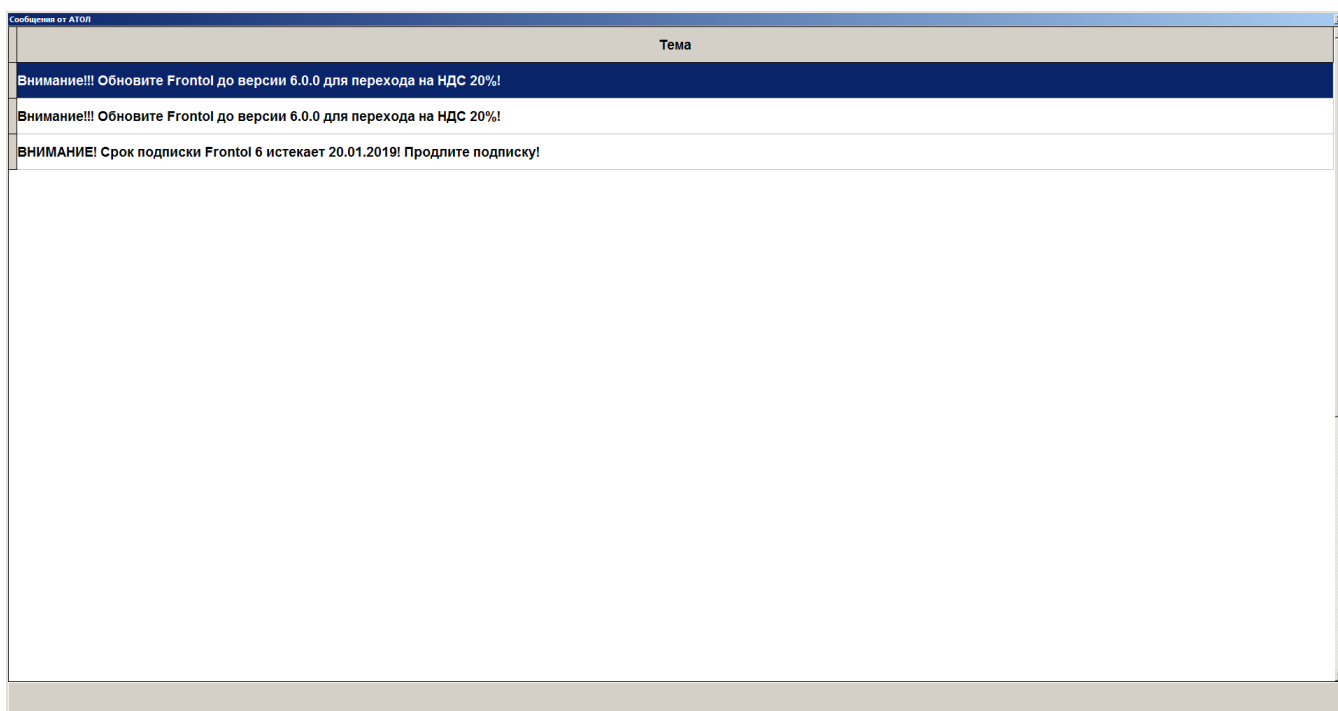 Сообщения от АТОЛ
Тема
Внимание!!! Обновите Frontol до версии 6.0.0 для перехода на НДС 20%!
Внимание!!! Обновите Frontol до версии 6.0.0 для перехода на НДС 20%!
ВНИМАНИЕ! Срок подписки Frontol 6 истекает 20.01.2019! Продлите подписку!